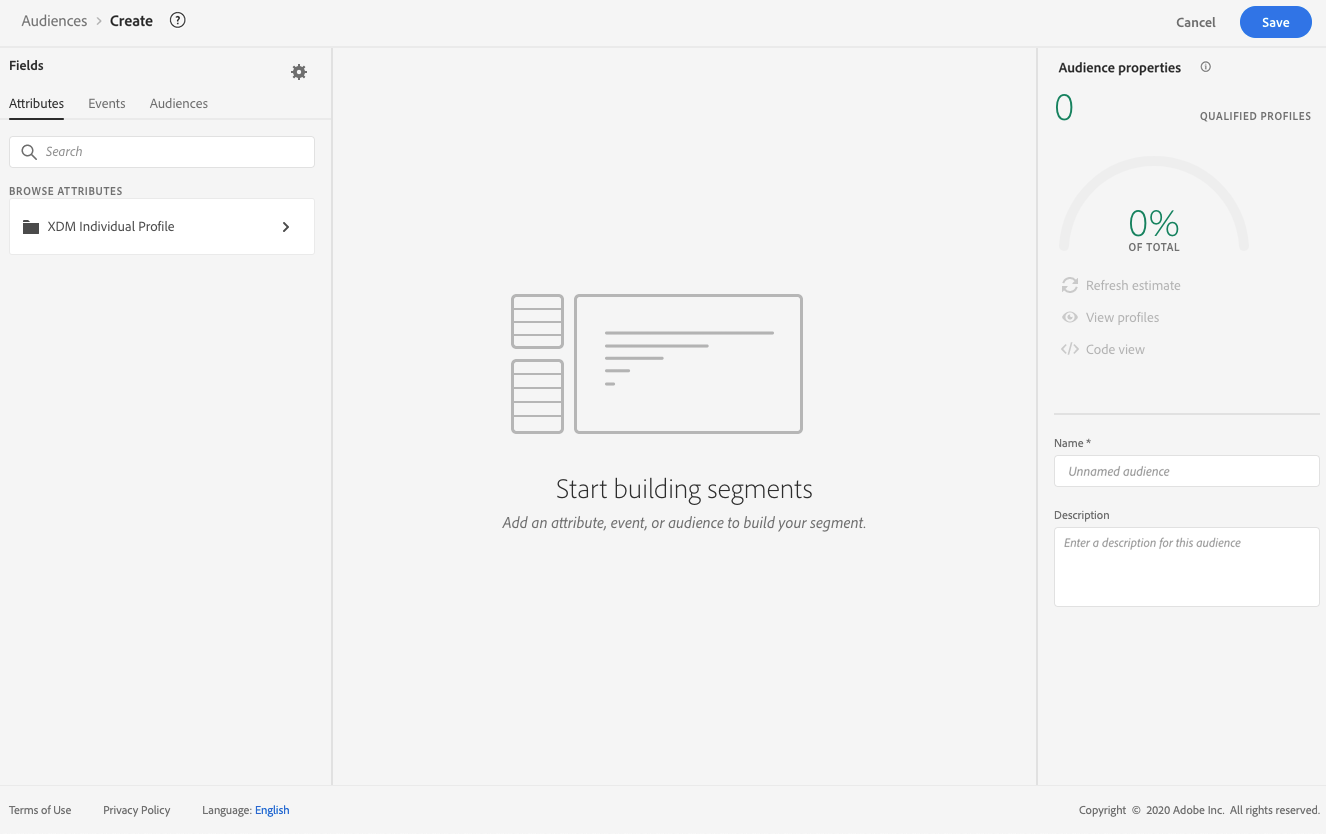 Audiences > Create
Cancel
Save
Fields
Attributes Events Audiences
Search
BROWSE ATTRIBUTES
XDM Individual Profile
Start building segments
Add an attribute, event, or audience to build your segment.
Audience properties
0
QUALIFIED PROFILES
0%
OF TOTAL
Refresh estimate
View profiles
</> Code view
Name *
Unnamed audience
Description
Enter a description for this audience
Terms of Use Privacy Policy Language: English
Copyright © 2020 Adobe Inc. All rights reserved.